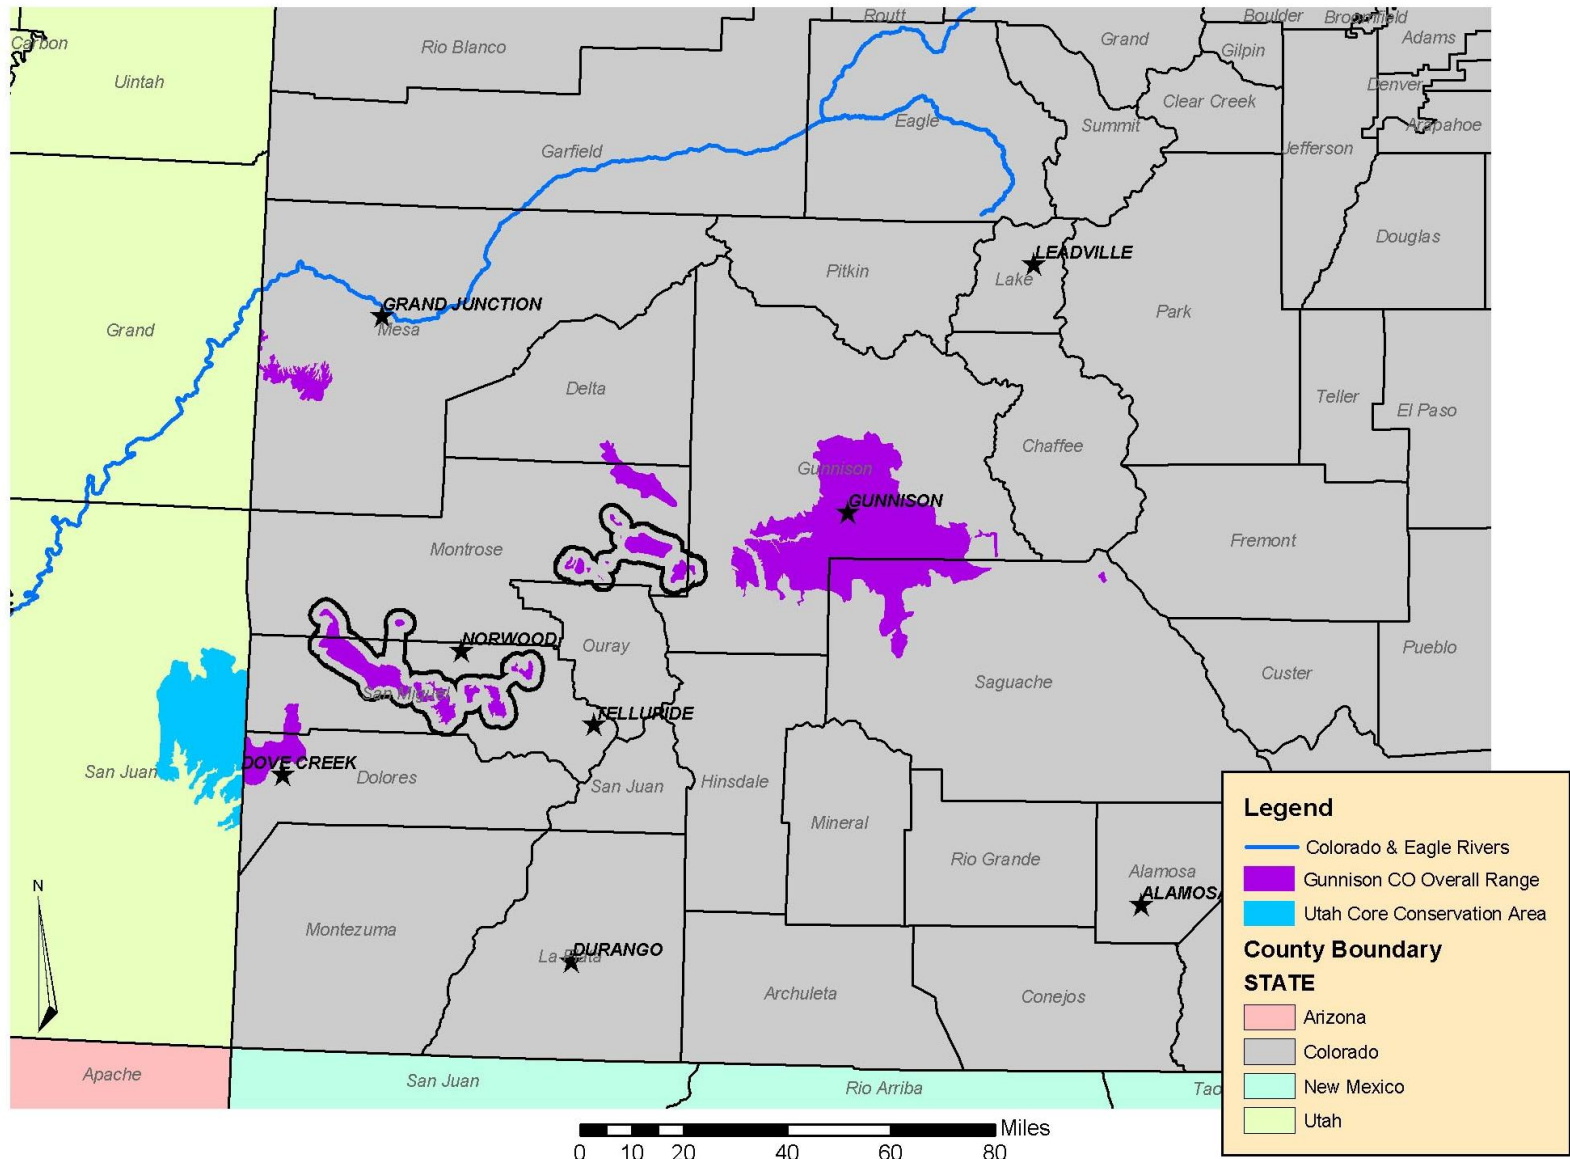 Routt
Boulder
Broomfield
Carbon
Rio Blanco
Grand
Gilpin
Adams
Uintah
Denver
Clear Creek
Eagle
Summit
Arapahoe
Garfield
Jefferson
Douglas
LEADVILLE
Pitkin
Lake
GRAND JUNCTION
Mesa
Grand
Park
Delta
Teller
El Paso
Chaffee
Gunnison
GUNNISON
Montrose
Fremont
NORWOOD
Ouray
Pueblo
Custer
Saguache
San Miguel
TELLURIDE
DOVE CREEK
San Juan
Dolores
San Juan
Hinsdale
Mineral
Rio Grande
Alamosa
ALAMOSA
Montezuma
La Plata
DURANGO
Archuleta
Conejos
N
Apache
San Juan
Rio Arriba
Tao
Legend
Colorado & Eagle Rivers
Gunnison CO Overall Range
Utah Core Conservation Area
County Boundary
STATE
Arizona
Colorado
New Mexico
Utah
Miles
0 10 20 40 60 80